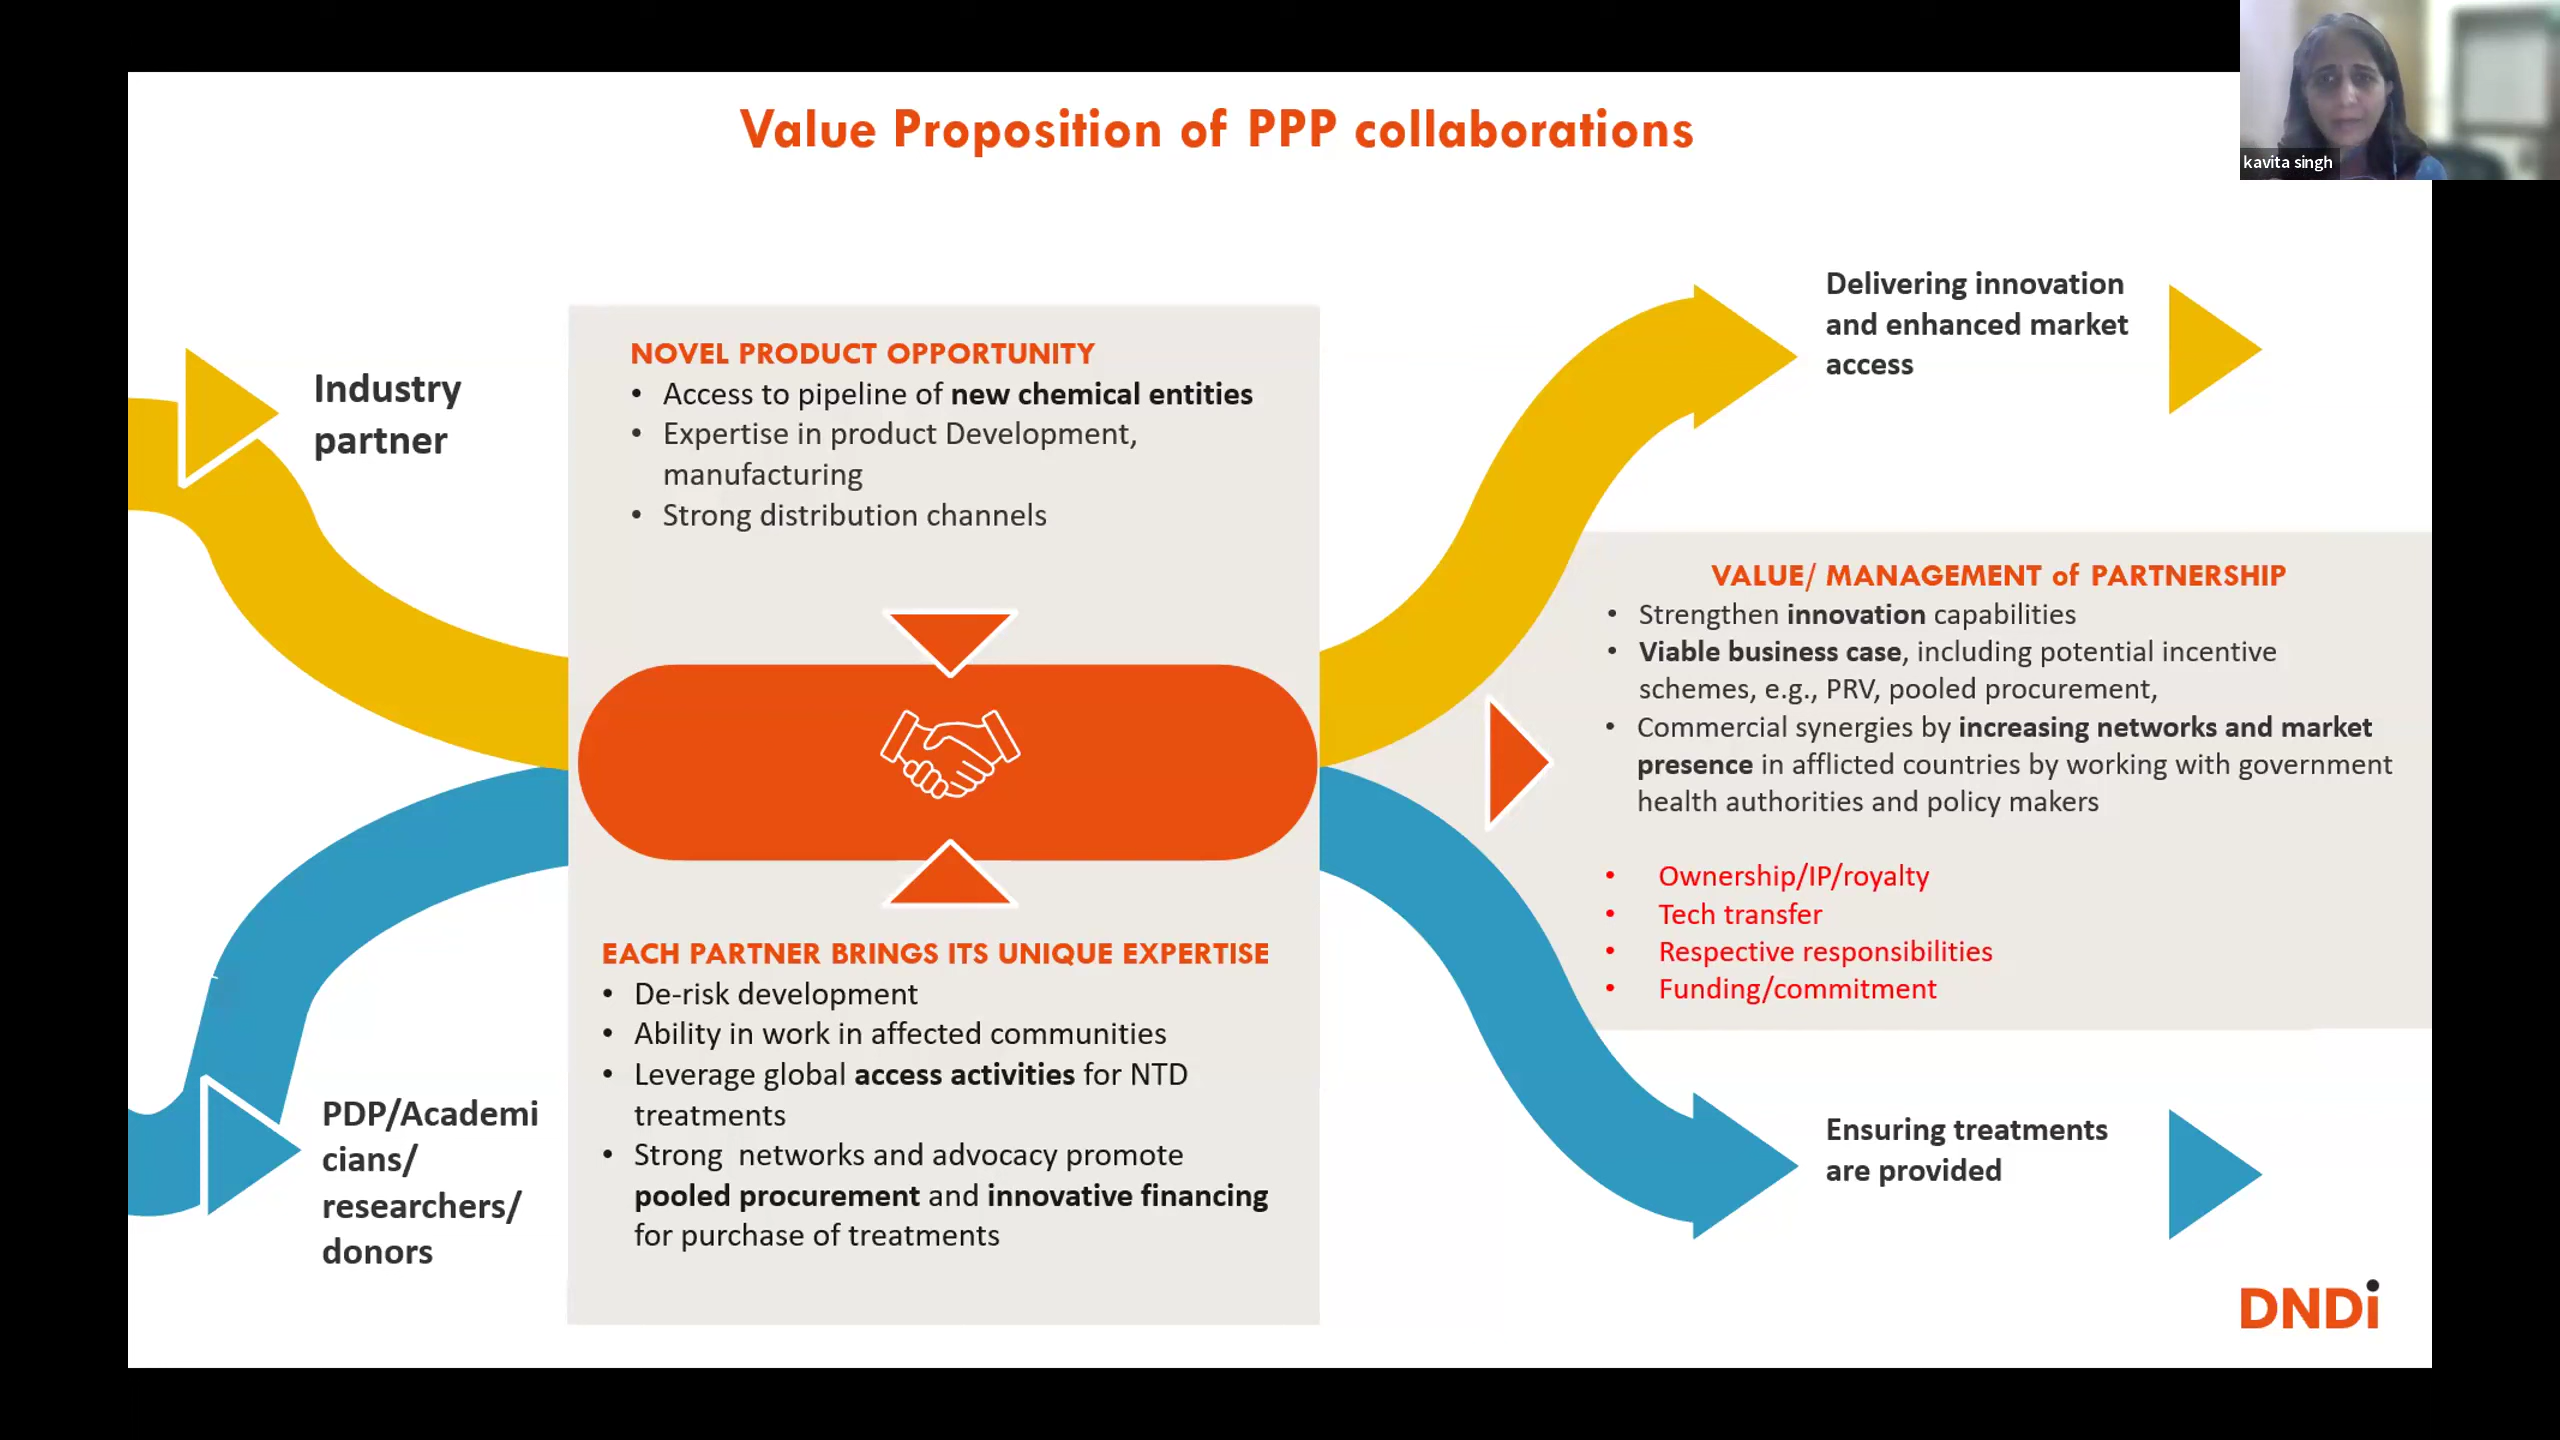 Value Proposition of PPP collaborations
kavita singh
Industry
partner
NOVEL PRODUCT OPPORTUNITY
• Access to pipeline of new chemical entities
• Expertise in product Development,
manufacturing
• Strong distribution channels
Delivering innovation
and enhanced market
access
VALUE/ MANAGEMENT of PARTNERSHIP
• Strengthen innovation capabilities
• Viable business case, including potential incentive
schemes, e.g., PRV, pooled procurement,
• Commercial synergies by increasing networks and market
presence in afflicted countries by working with government
health authorities and policy makers
• Ownership/IP/royalty
• Tech transfer
• Respective responsibilities
• Funding/commitment
PDP/Academi
cians/
researchers/
donors
EACH PARTNER BRINGS ITS UNIQUE EXPERTISE
• De-risk development
• Ability in work in affected communities
• Leverage global access activities for NTD
treatments
• Strong  networks and advocacy promote
pooled procurement and innovative financing
for purchase of treatments
Ensuring treatments
are provided
DNDi